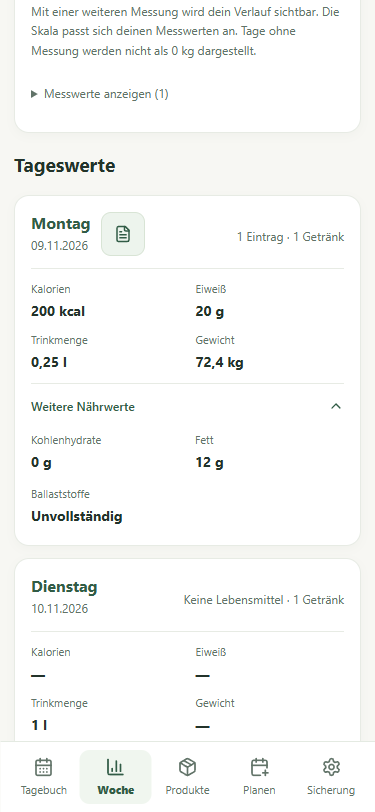 Mit einer weiteren Messung wird dein Verlauf sichtbar. Die
Skala passt sich deinen Messwerten an. Tage ohne
Messung werden nicht als 0 kg dargestellt.
Messwerte anzeigen (1)
Tageswerte
Montag
09.11.2026
1 Eintrag · 1 Getränk
Kalorien
Eiweiß
200 kcal
20 g
Trinkmenge
Gewicht
0,25 l
72,4 kg
Weitere Nährwerte
Kohlenhydrate
Fett
0 g
12 g
Ballaststoffe
Unvollständig
Dienstag
10.11.2026
Keine Lebensmittel · 1 Getränk
Kalorien
Eiweiß
—
—
Trinkmenge
Gewicht
1 l
—
Tagebuch
Woche
Produkte
Planen
Sicherung